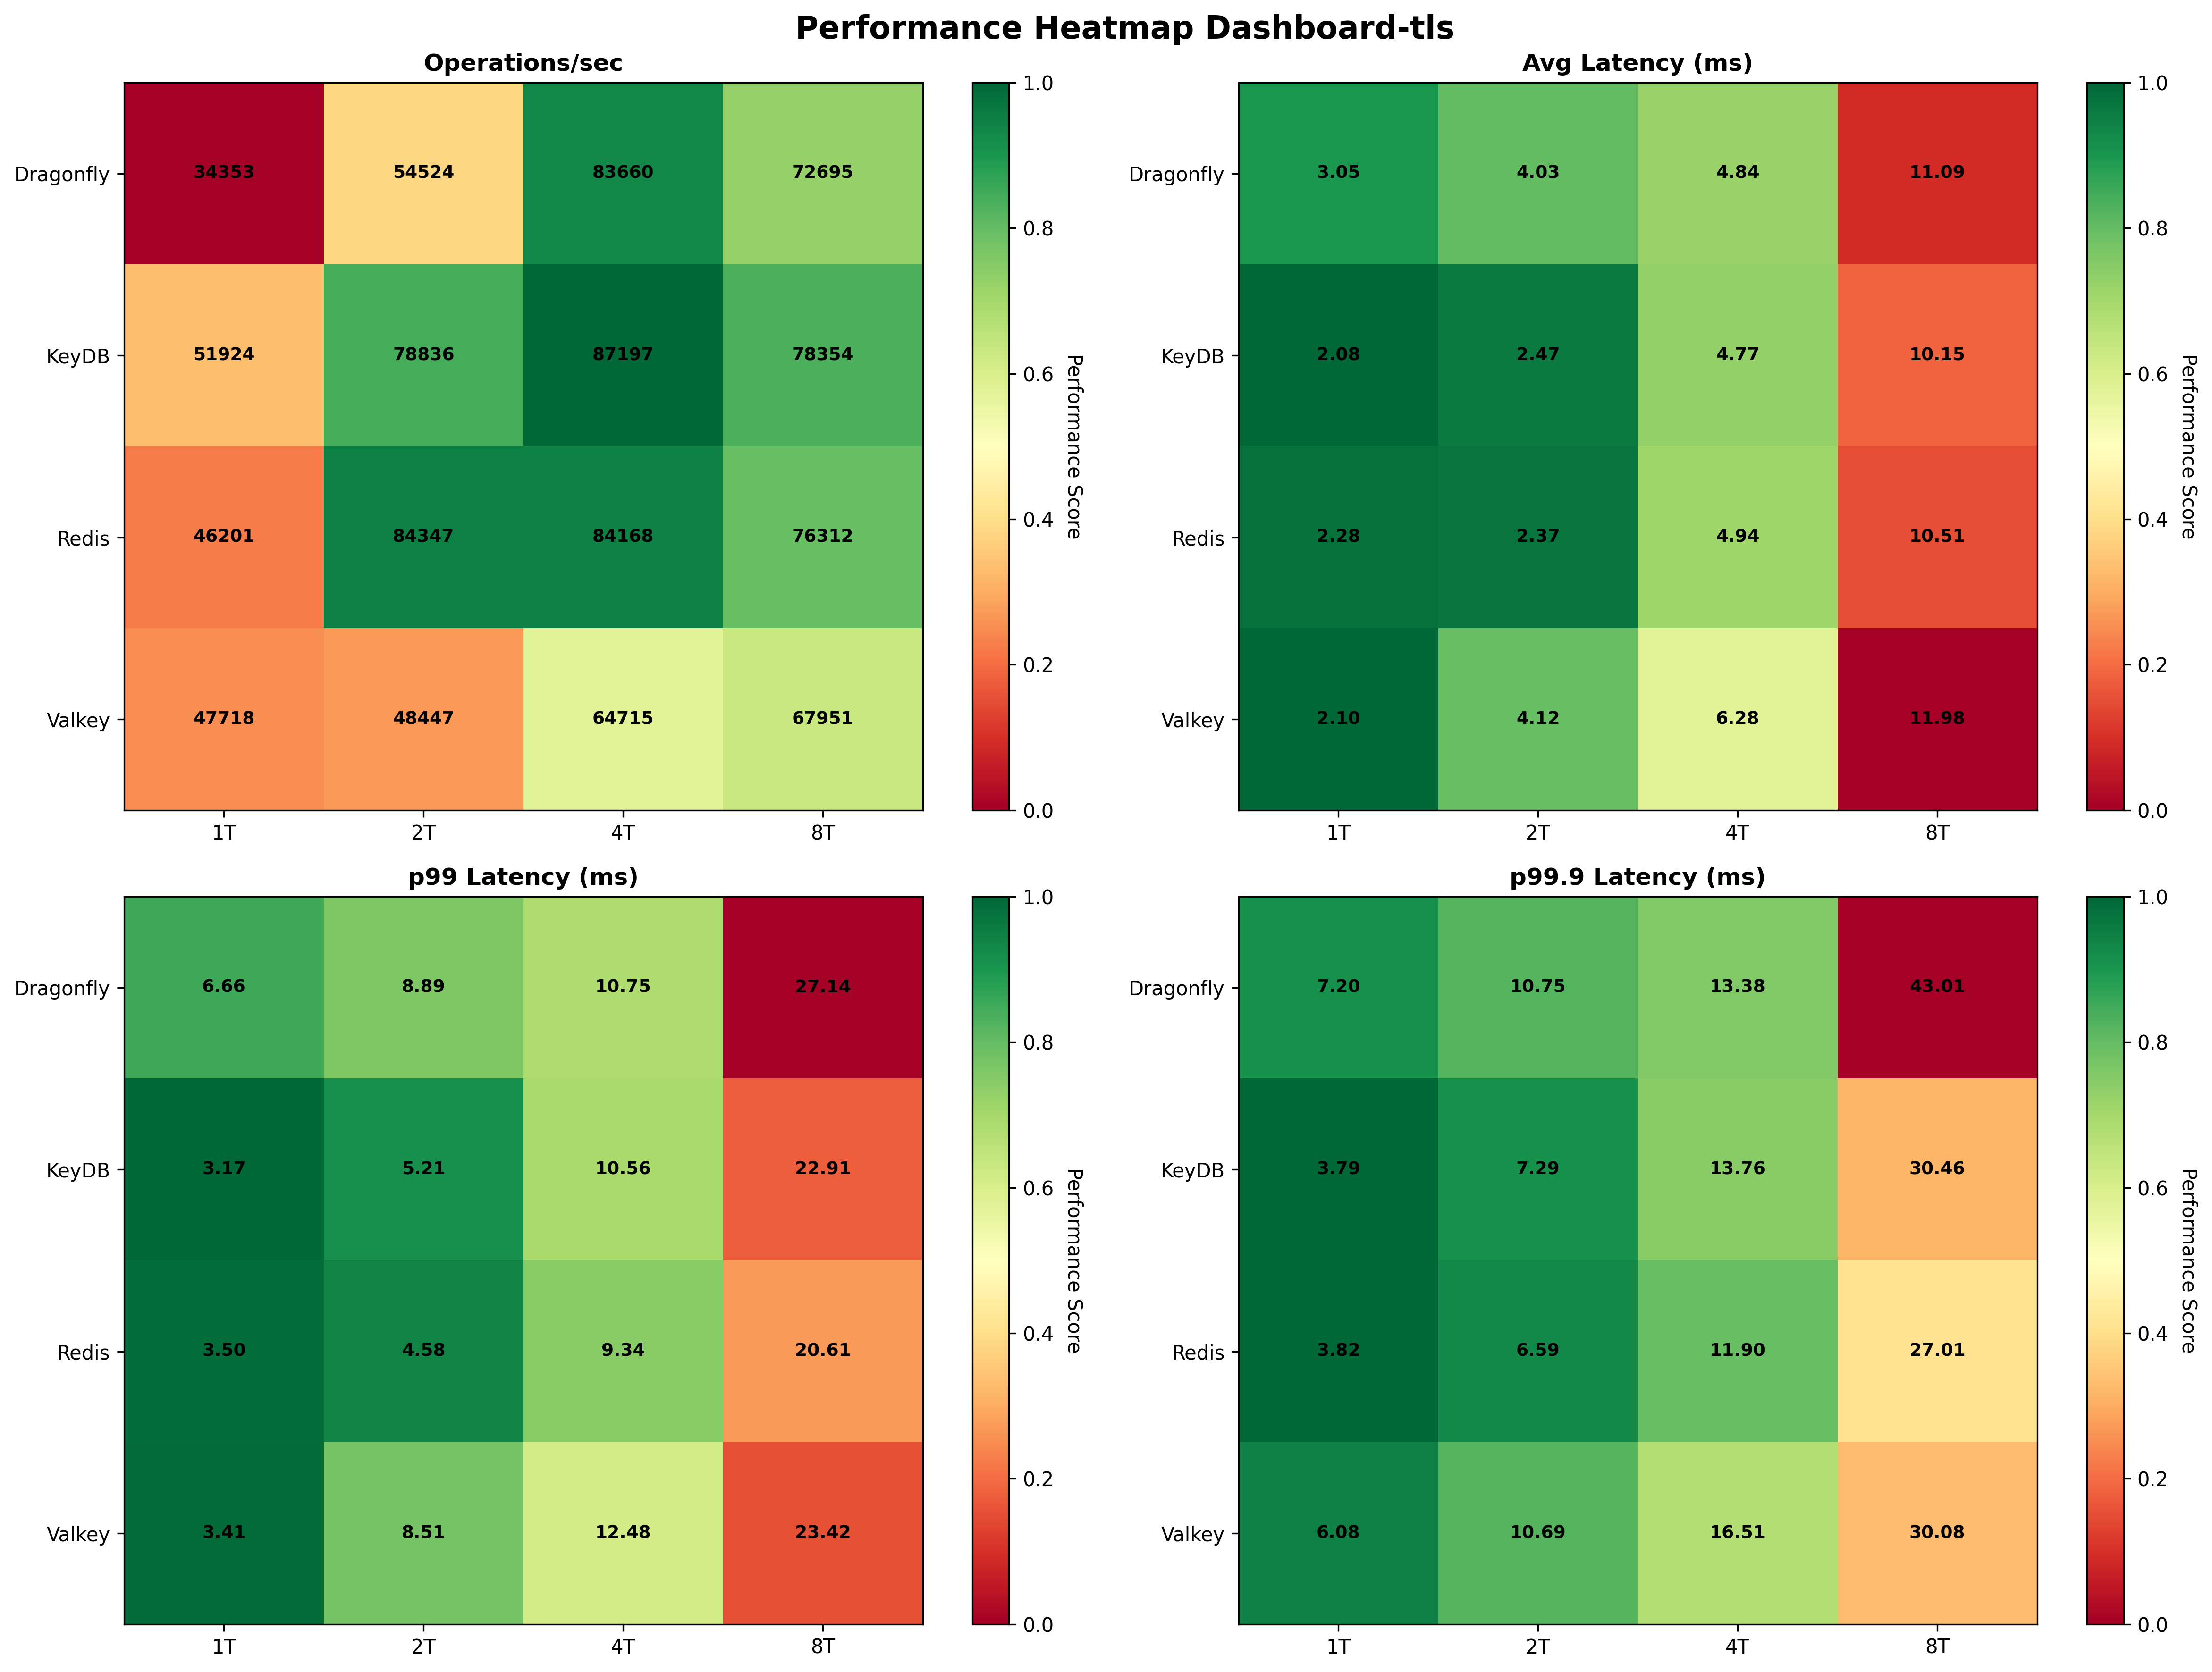 Performance Heatmap Dashboard-tls
Operations/sec
Dragonfly 34353 54524 83660 72695
KeyDB 51924 78836 87197 78354
Redis 46201 84347 84168 76312
Valkey 47718 48447 64715 67951
1T 2T 4T 8T
1.0
0.8
0.6
0.4
0.2
0.0
Performance Score
Avg Latency (ms)
Dragonfly 3.05 4.03 4.84 11.09
KeyDB 2.08 2.47 4.77 10.15
Redis 2.28 2.37 4.94 10.51
Valkey 2.10 4.12 6.28 11.98
1T 2T 4T 8T
1.0
0.8
0.6
0.4
0.2
0.0
Performance Score
p99 Latency (ms)
Dragonfly 6.66 8.89 10.75 27.14
KeyDB 3.17 5.21 10.56 22.91
Redis 3.50 4.58 9.34 20.61
Valkey 3.41 8.51 12.48 23.42
1T 2T 4T 8T
1.0
0.8
0.6
0.4
0.2
0.0
Performance Score
p99.9 Latency (ms)
Dragonfly 7.20 10.75 13.38 43.01
KeyDB 3.79 7.29 13.76 30.46
Redis 3.82 6.59 11.90 27.01
Valkey 6.08 10.69 16.51 30.08
1T 2T 4T 8T
1.0
0.8
0.6
0.4
0.2
0.0
Performance Score